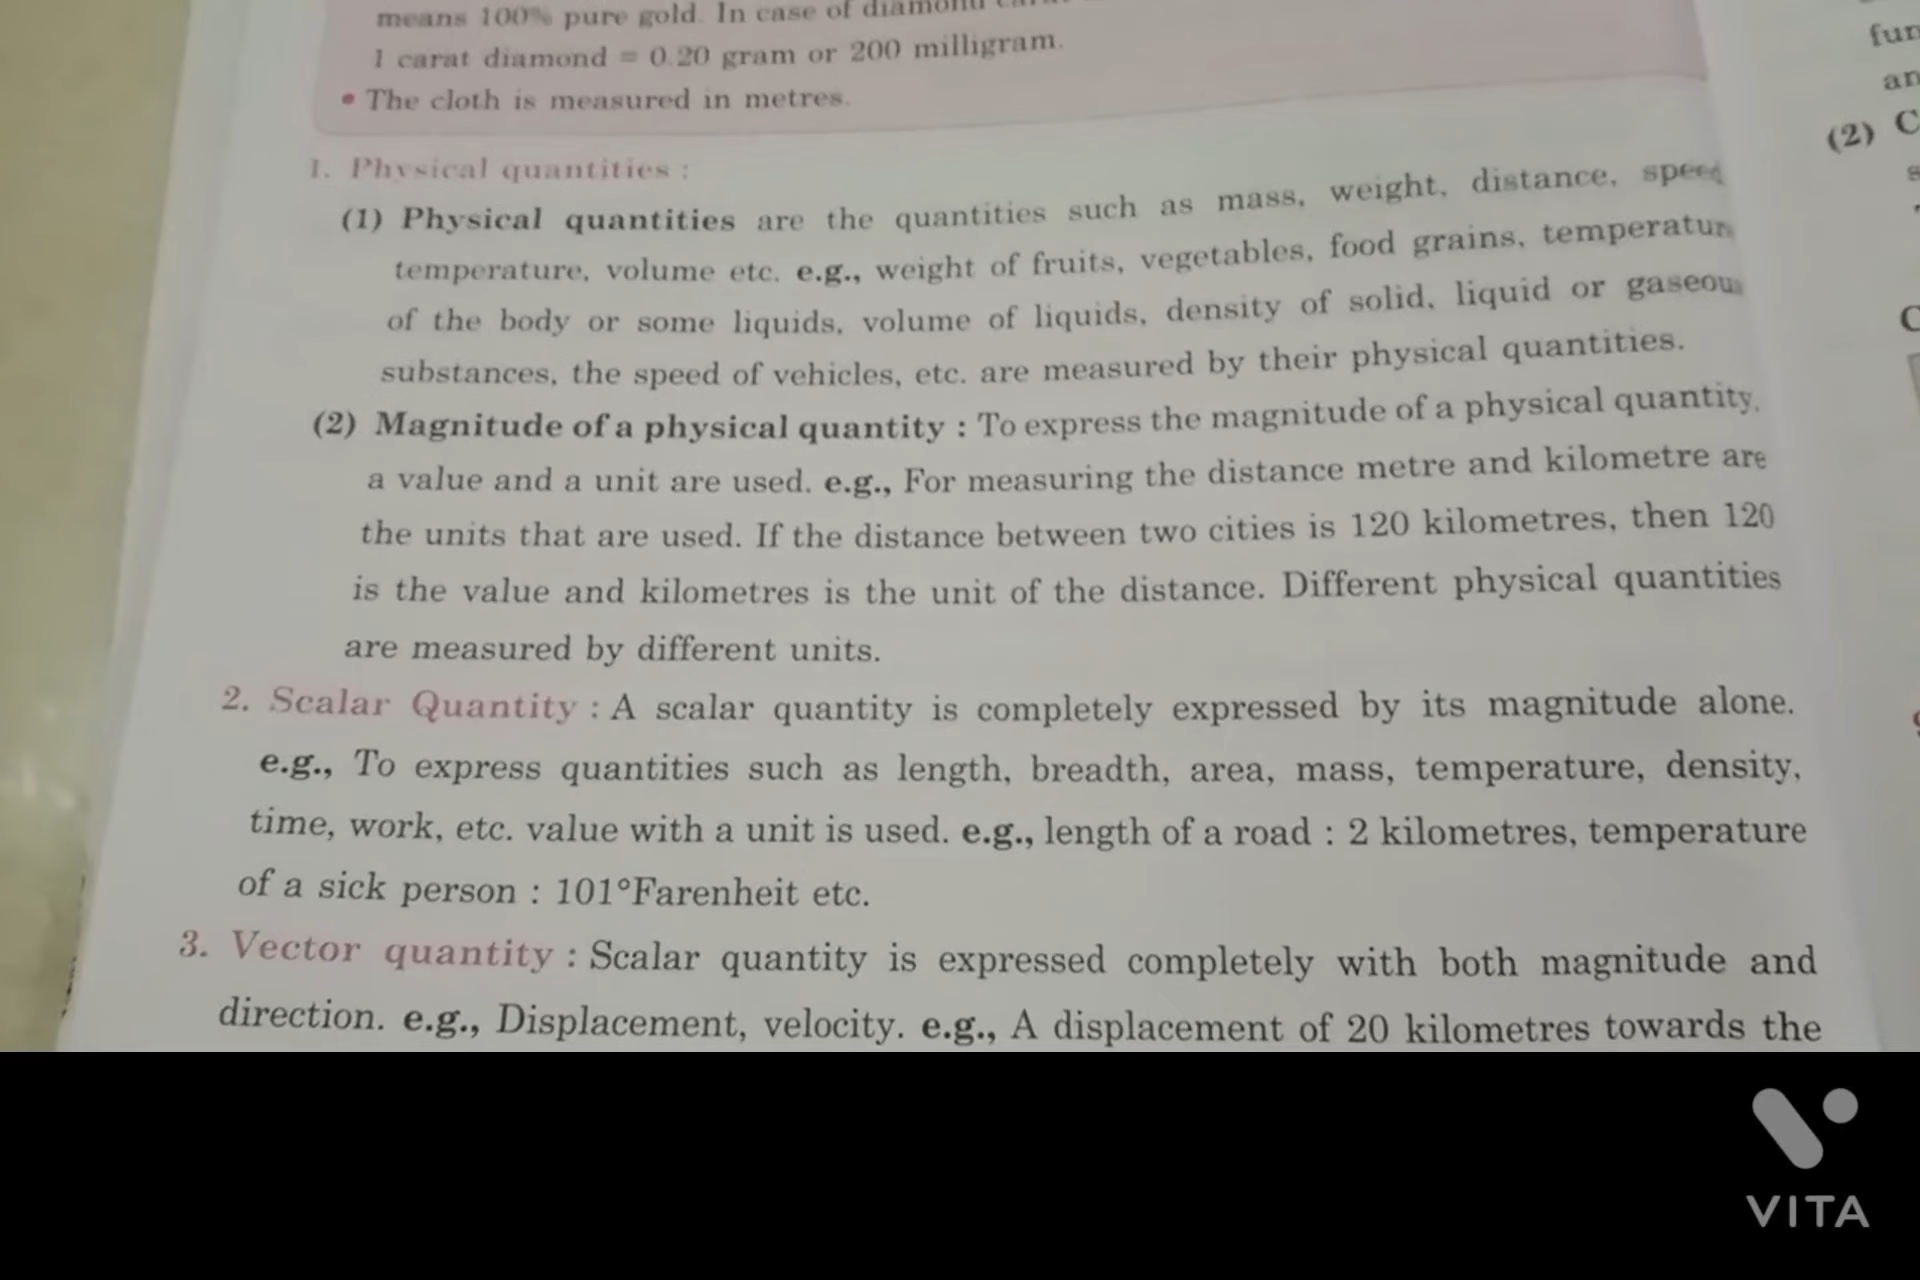 means 100% pure gold. In case of diamond
1 carat diamond = 0.20 gram or 200 milligram.
• The cloth is measured in metres.
1. Physical quantities :
(1) Physical quantities are the quantities such as mass, weight, distance, speed
temperature, volume etc. e.g., weight of fruits, vegetables, food grains, temperatur
of the body or some liquids, volume of liquids, density of solid, liquid or gaseou
substances, the speed of vehicles, etc. are measured by their physical quantities.
(2) Magnitude of a physical quantity : To express the magnitude of a physical quantity,
a value and a unit are used. e.g., For measuring the distance metre and kilometre are
the units that are used. If the distance between two cities is 120 kilometres, then 120
is the value and kilometres is the unit of the distance. Different physical quantities
are measured by different units.
2. Scalar Quantity : A scalar quantity is completely expressed by its magnitude alone.
e.g., To express quantities such as length, breadth, area, mass, temperature, density,
time, work, etc. value with a unit is used. e.g., length of a road : 2 kilometres, temperature
of a sick person : 101°Farenheit etc.
3. Vector quantity : Scalar quantity is expressed completely with both magnitude and
direction. e.g., Displacement, velocity. e.g., A displacement of 20 kilometres towards the
fun
an
(2) C
VITA